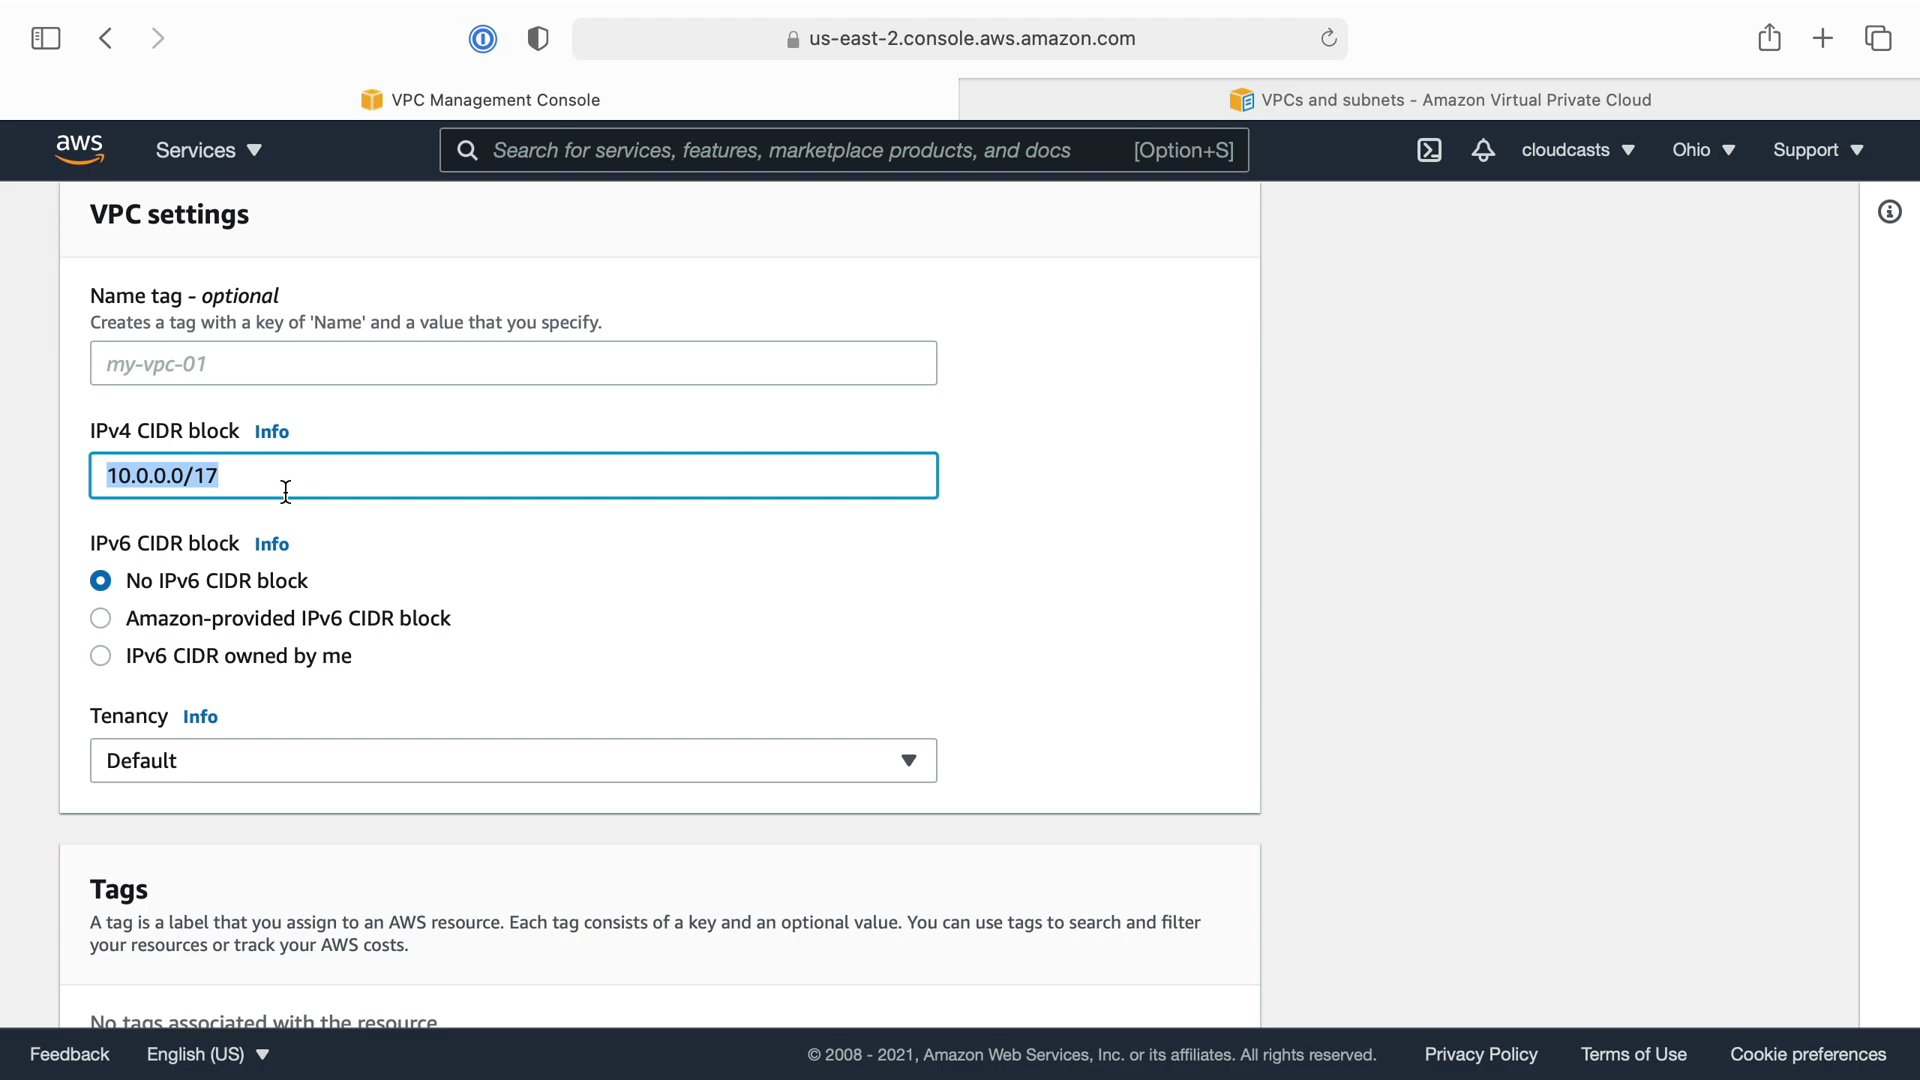 us-east-2.console.aws.amazon.com
VPC Management Console
VPCs and subnets - Amazon Virtual Private Cloud
aws
Services
Search for services, features, marketplace products, and docs [Option+S]
cloudcasts
Ohio
Support
VPC settings
Name tag - optional
Creates a tag with a key of 'Name' and a value that you specify.
my-vpc-01
IPv4 CIDR block Info
10.0.0.0/17
IPv6 CIDR block Info
No IPv6 CIDR block
Amazon-provided IPv6 CIDR block
IPv6 CIDR owned by me
Tenancy Info
Default
Tags
A tag is a label that you assign to an AWS resource. Each tag consists of a key and an optional value. You can use tags to search and filter
your resources or track your AWS costs.
No tags associated with the resource
Feedback
English (US)
© 2008 - 2021, Amazon Web Services, Inc. or its affiliates. All rights reserved.
Privacy Policy
Terms of Use
Cookie preferences